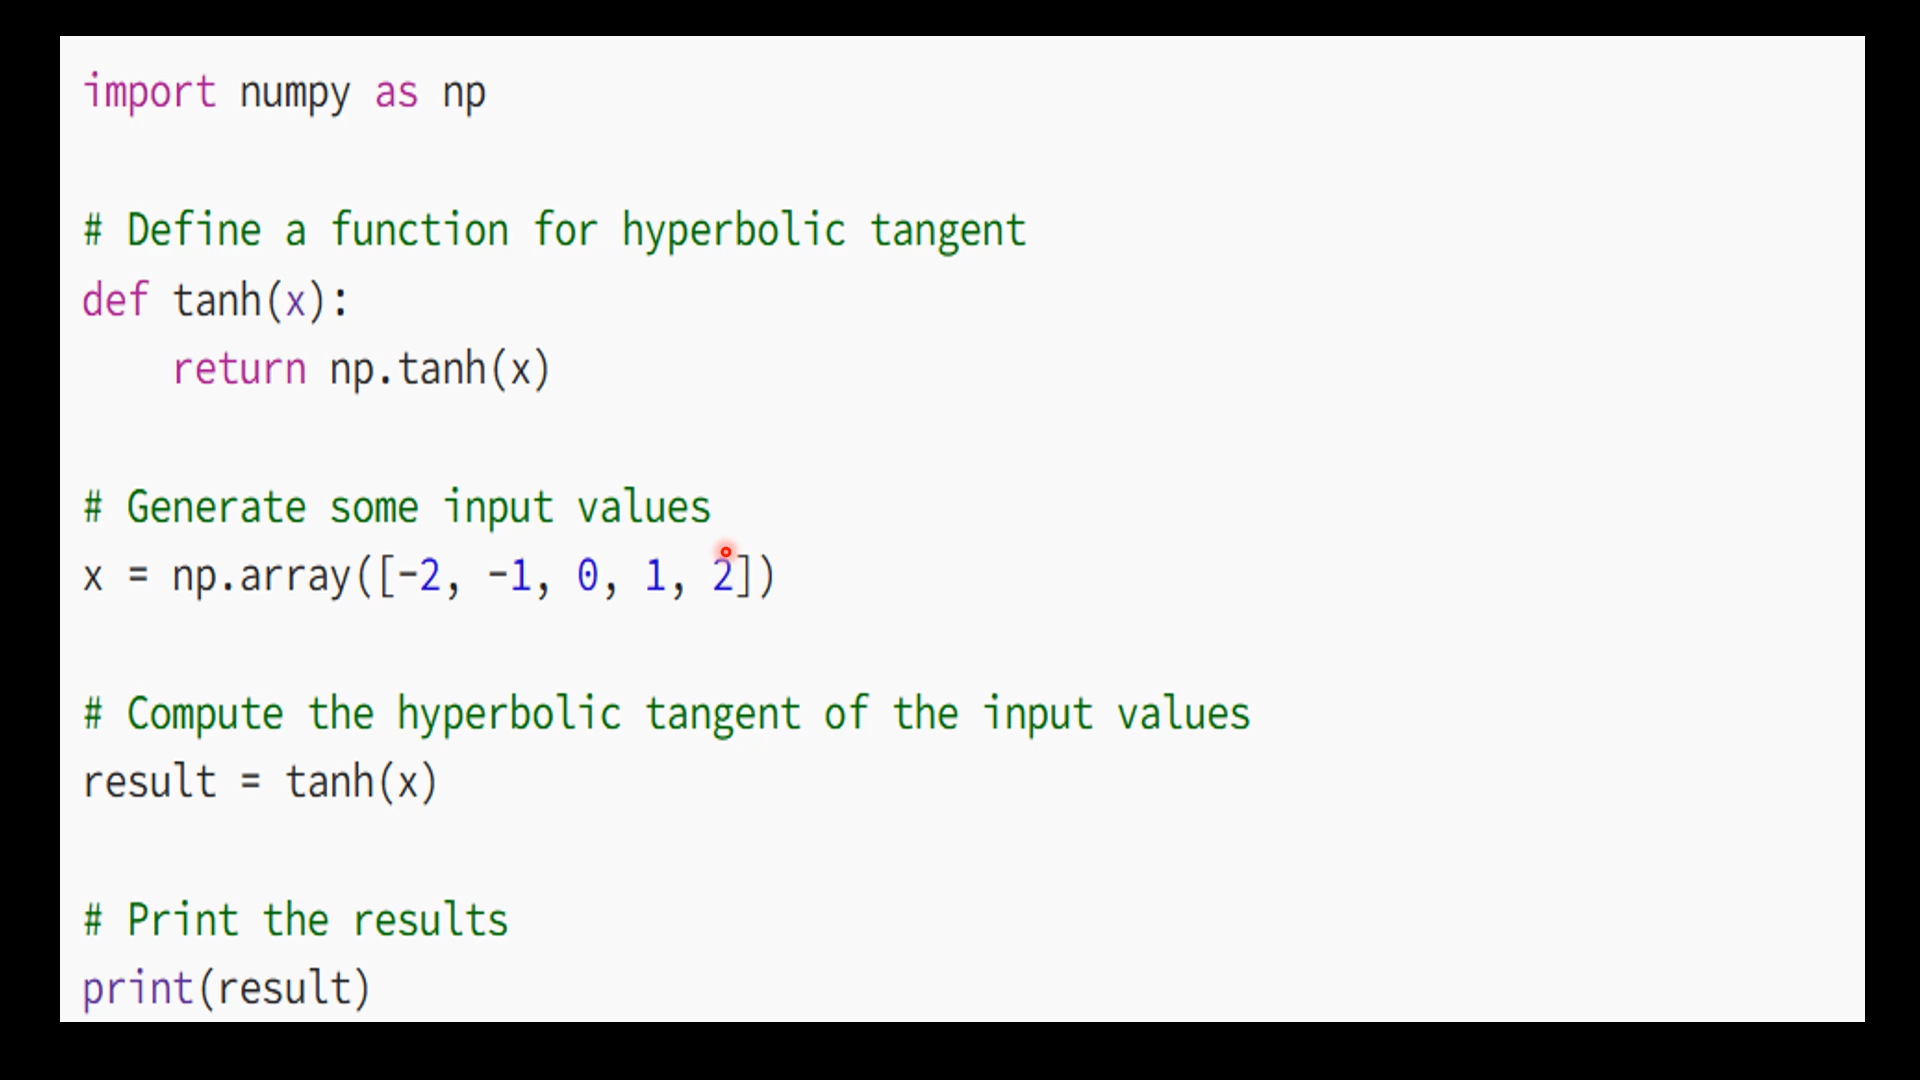 import numpy as np
# Define a function for hyperbolic tangent
def tanh(x):
    return np.tanh(x)
# Generate some input values
x = np.array([-2, -1, 0, 1, 2])
# Compute the hyperbolic tangent of the input values
result = tanh(x)
# Print the results
print(result)